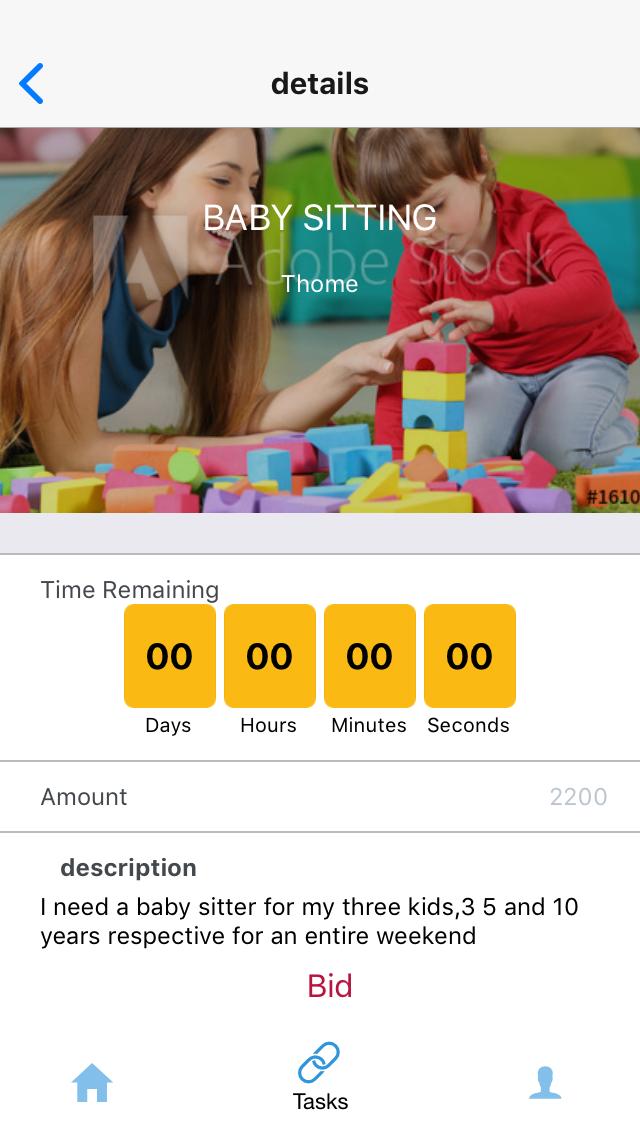 details
BABY SITTING
Adobe Stock
Thome
#1610
Time Remaining
00 00 00 00
Days Hours Minutes Seconds
Amount 2200
description
I need a baby sitter for my three kids,3 5 and 10
years respective for an entire weekend
Bid
Tasks